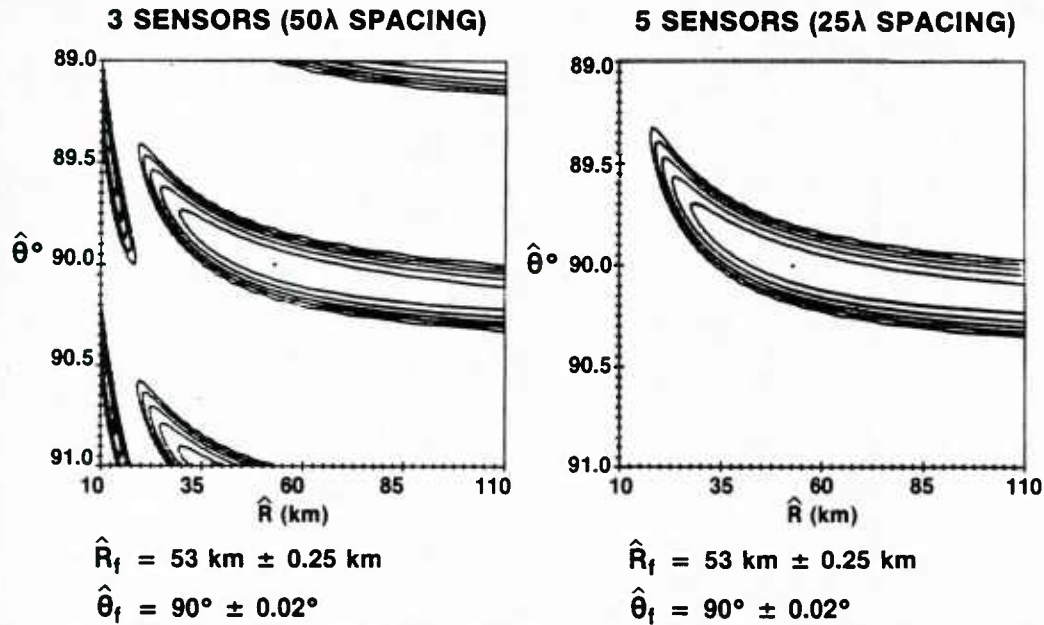 3 SENSORS (50λ SPACING)
89.0
89.5
θ̂° 90.0
90.5
91.0
10 35 60 85 110
R̂ (km)
R̂f = 53 km ± 0.25 km
θ̂f = 90° ± 0.02°
5 SENSORS (25λ SPACING)
89.0
89.5
θ̂° 90.0
90.5
91.0
10 35 60 85 110
R̂ (km)
R̂f = 53 km ± 0.25 km
θ̂f = 90° ± 0.02°